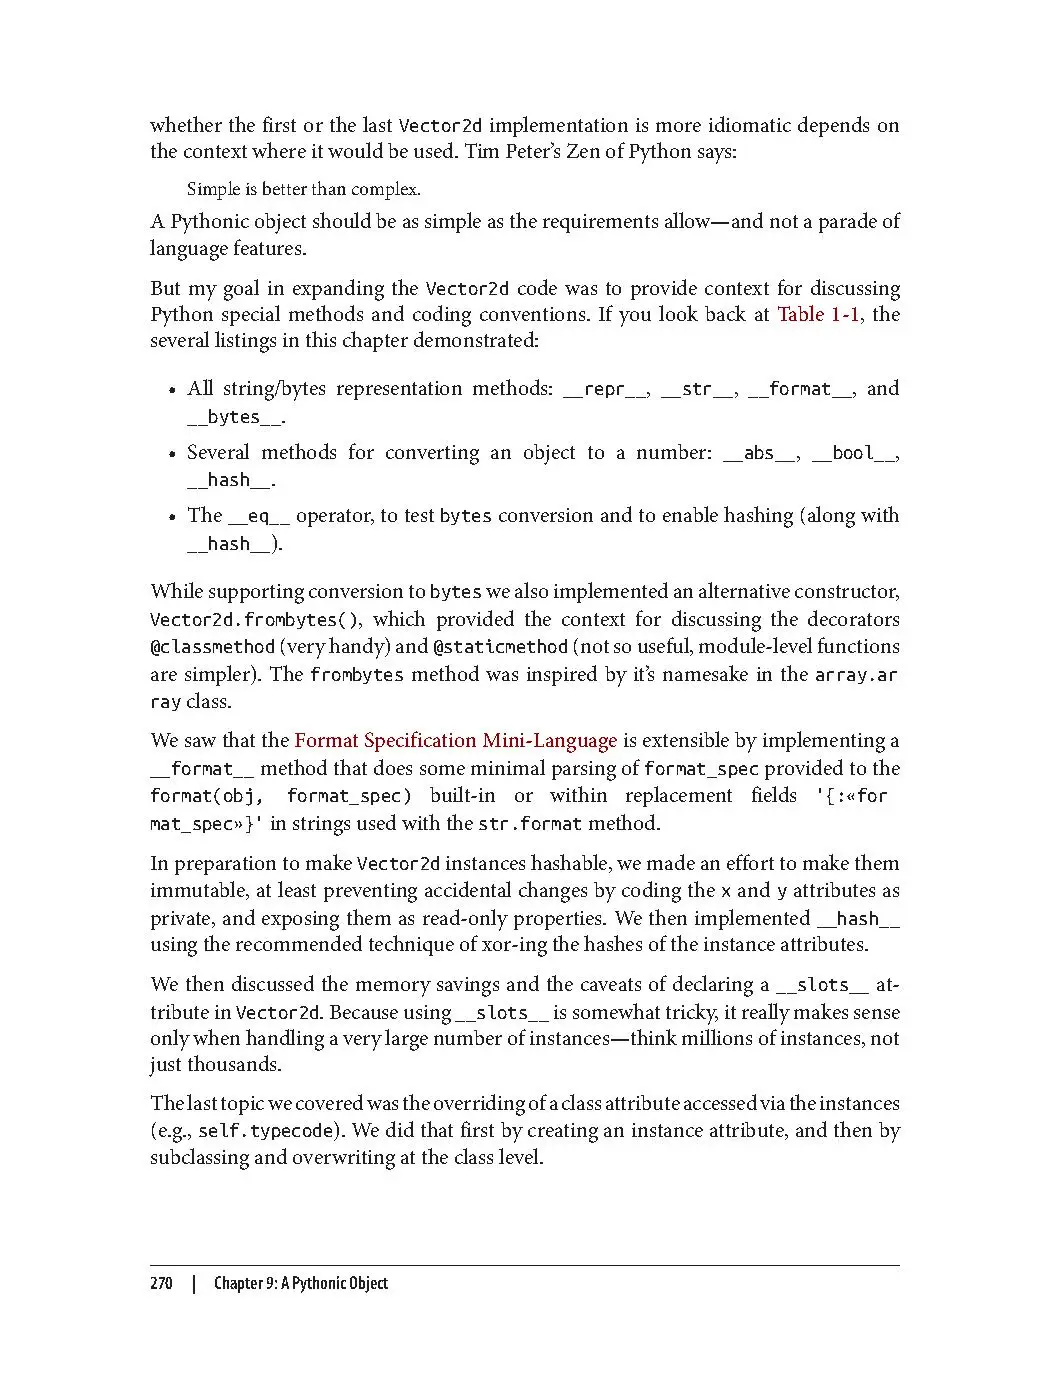 whether the first or the last Vector2d implementation is more idiomatic depends on
the context where it would be used. Tim Peter’s Zen of Python says:
Simple is better than complex.
A Pythonic object should be as simple as the requirements allow—and not a parade of
language features.
But my goal in expanding the Vector2d code was to provide context for discussing
Python special methods and coding conventions. If you look back at Table 1-1, the
several listings in this chapter demonstrated:
• All string/bytes representation methods: __repr__, __str__, __format__, and
__bytes__.
• Several methods for converting an object to a number: __abs__, __bool__,
__hash__.
• The __eq__ operator, to test bytes conversion and to enable hashing (along with
__hash__).
While supporting conversion to bytes we also implemented an alternative constructor,
Vector2d.frombytes(), which provided the context for discussing the decorators
@classmethod (very handy) and @staticmethod (not so useful, module-level functions
are simpler). The frombytes method was inspired by it’s namesake in the array.ar
ray class.
We saw that the Format Specification Mini-Language is extensible by implementing a
__format__ method that does some minimal parsing of format_spec provided to the
format(obj, format_spec) built-in or within replacement fields '{:«for
mat_spec»}' in strings used with the str.format method.
In preparation to make Vector2d instances hashable, we made an effort to make them
immutable, at least preventing accidental changes by coding the x and y attributes as
private, and exposing them as read-only properties. We then implemented __hash__
using the recommended technique of xor-ing the hashes of the instance attributes.
We then discussed the memory savings and the caveats of declaring a __slots__ at-
tribute in Vector2d. Because using __slots__ is somewhat tricky, it really makes sense
only when handling a very large number of instances—think millions of instances, not
just thousands.
The last topic we covered was the overriding of a class attribute accessed via the instances
(e.g., self.typecode). We did that first by creating an instance attribute, and then by
subclassing and overwriting at the class level.
270 | Chapter 9: A Pythonic Object